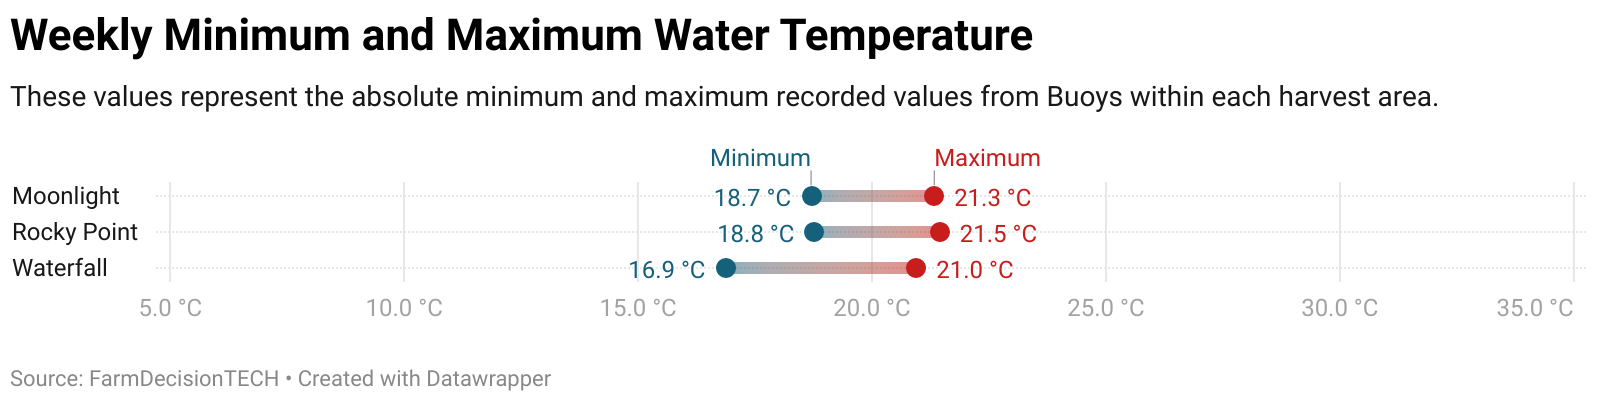 Weekly Minimum and Maximum Water Temperature
These values represent the absolute minimum and maximum recorded values from Buoys within each harvest area.
Minimum Maximum
Moonlight 18.7 °C 21.3 °C
Rocky Point 18.8 °C 21.5 °C
Waterfall 16.9 °C 21.0 °C
5.0 °C 10.0 °C 15.0 °C 20.0 °C 25.0 °C 30.0 °C 35.0 °C
Source: FarmDecisionTECH • Created with Datawrapper